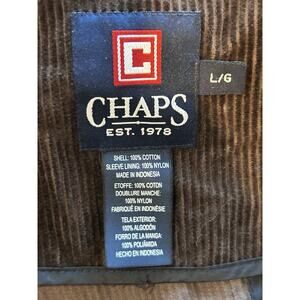 C
L/G
CHAPS
EST. 1978
SHELL: 100% COTTON
SLEEVE LINING: 100% NYLON
MADE IN INDONESIA
ETOFFE: 100% COTON
DOUBLURE MANCHE:
100% NYLON
FABRIQUÉ EN INDONÉSIE
TELA EXTERIOR:
100% ALGODÓN
FORRO DE LA MANGA:
100% POLIAMIDA
HECHO EN INDONESIA